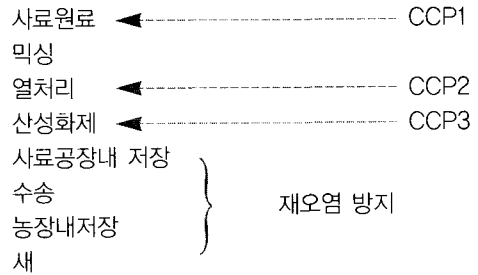 사료원료 CCP1
믹싱
열처리 CCP2
산성화제 CCP3
사료공장내 저장
수송
재오염 방지
농장내저장
새